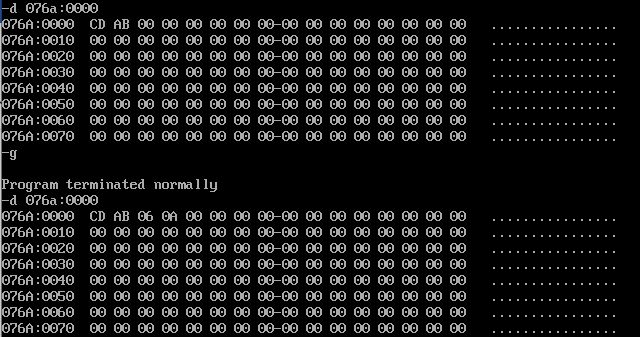 -d 076a:0000
076A:0000  CD AB 00 00 00 00 00 00-00 00 00 00 00 00 00 00   ................
076A:0010  00 00 00 00 00 00 00 00-00 00 00 00 00 00 00 00   ................
076A:0020  00 00 00 00 00 00 00 00-00 00 00 00 00 00 00 00   ................
076A:0030  00 00 00 00 00 00 00 00-00 00 00 00 00 00 00 00   ................
076A:0040  00 00 00 00 00 00 00 00-00 00 00 00 00 00 00 00   ................
076A:0050  00 00 00 00 00 00 00 00-00 00 00 00 00 00 00 00   ................
076A:0060  00 00 00 00 00 00 00 00-00 00 00 00 00 00 00 00   ................
076A:0070  00 00 00 00 00 00 00 00-00 00 00 00 00 00 00 00   ................
-g
Program terminated normally
-d 076a:0000
076A:0000  CD AB 06 0A 00 00 00 00-00 00 00 00 00 00 00 00   ................
076A:0010  00 00 00 00 00 00 00 00-00 00 00 00 00 00 00 00   ................
076A:0020  00 00 00 00 00 00 00 00-00 00 00 00 00 00 00 00   ................
076A:0030  00 00 00 00 00 00 00 00-00 00 00 00 00 00 00 00   ................
076A:0040  00 00 00 00 00 00 00 00-00 00 00 00 00 00 00 00   ................
076A:0050  00 00 00 00 00 00 00 00-00 00 00 00 00 00 00 00   ................
076A:0060  00 00 00 00 00 00 00 00-00 00 00 00 00 00 00 00   ................
076A:0070  00 00 00 00 00 00 00 00-00 00 00 00 00 00 00 00   ................